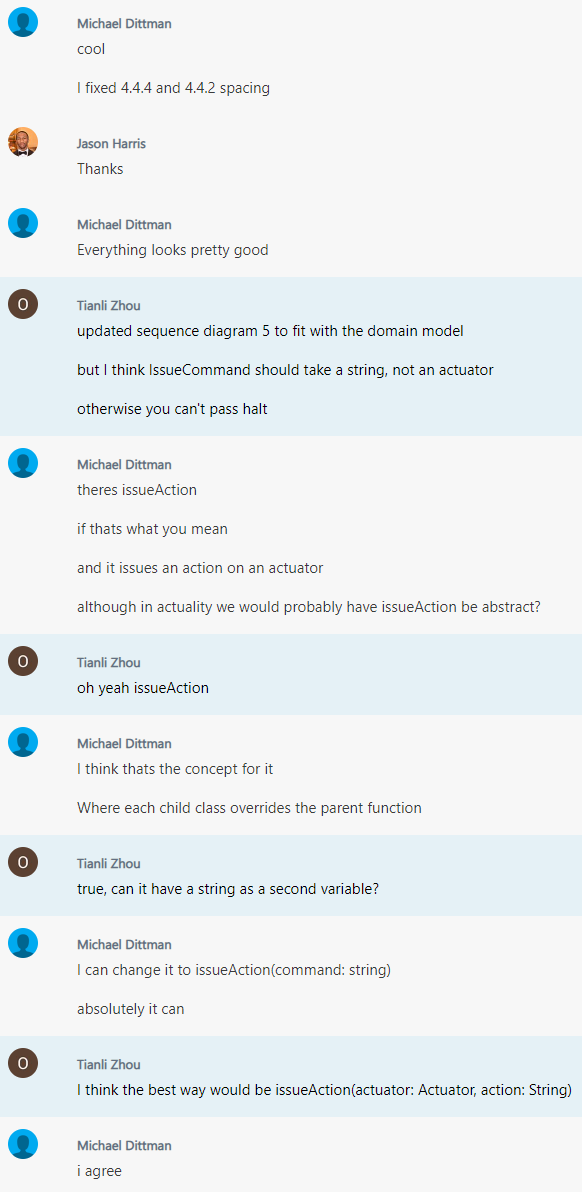 Michael Dittman
cool
I fixed 4.4.4 and 4.4.2 spacing
Jason Harris
Thanks
Michael Dittman
Everything looks pretty good
O
Tianli Zhou
updated sequence diagram 5 to fit with the domain model
but I think IssueCommand should take a string, not an actuator
otherwise you can't pass halt
Michael Dittman
theres issueAction
if thats what you mean
and it issues an action on an actuator
although in actuality we would probably have issueAction be abstract?
O
Tianli Zhou
oh yeah issueAction
Michael Dittman
I think thats the concept for it
Where each child class overrides the parent function
O
Tianli Zhou
true, can it have a string as a second variable?
Michael Dittman
I can change it to issueAction(command: string)
absolutely it can
O
Tianli Zhou
I think the best way would be issueAction(actuator: Actuator, action: String)
Michael Dittman
i agree